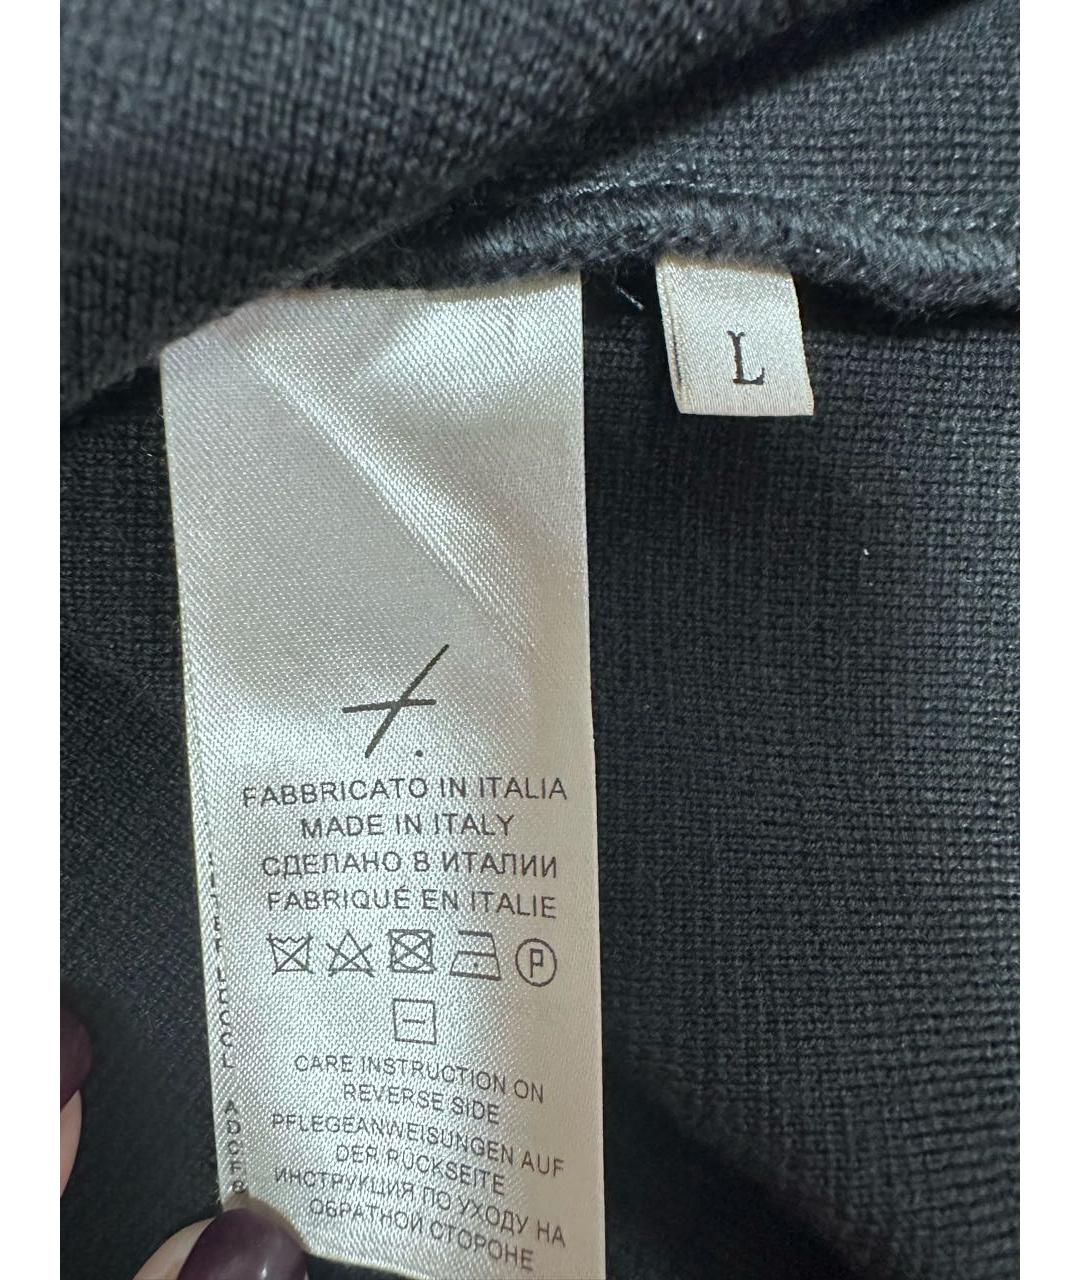 L
FABBRICATO IN ITALIA
MADE IN ITALY
СДЕЛАНО В ИТАЛИИ
FABRIQUÉ EN ITALIE
P
CARE INSTRUCTION ON
REVERSE SIDE
PFLEGEANWEISUNGEN AUF
DER RÜCKSEITE
ИНСТРУКЦИЯ ПО УХОДУ НА
ОБРАТНОЙ СТОРОНЕ